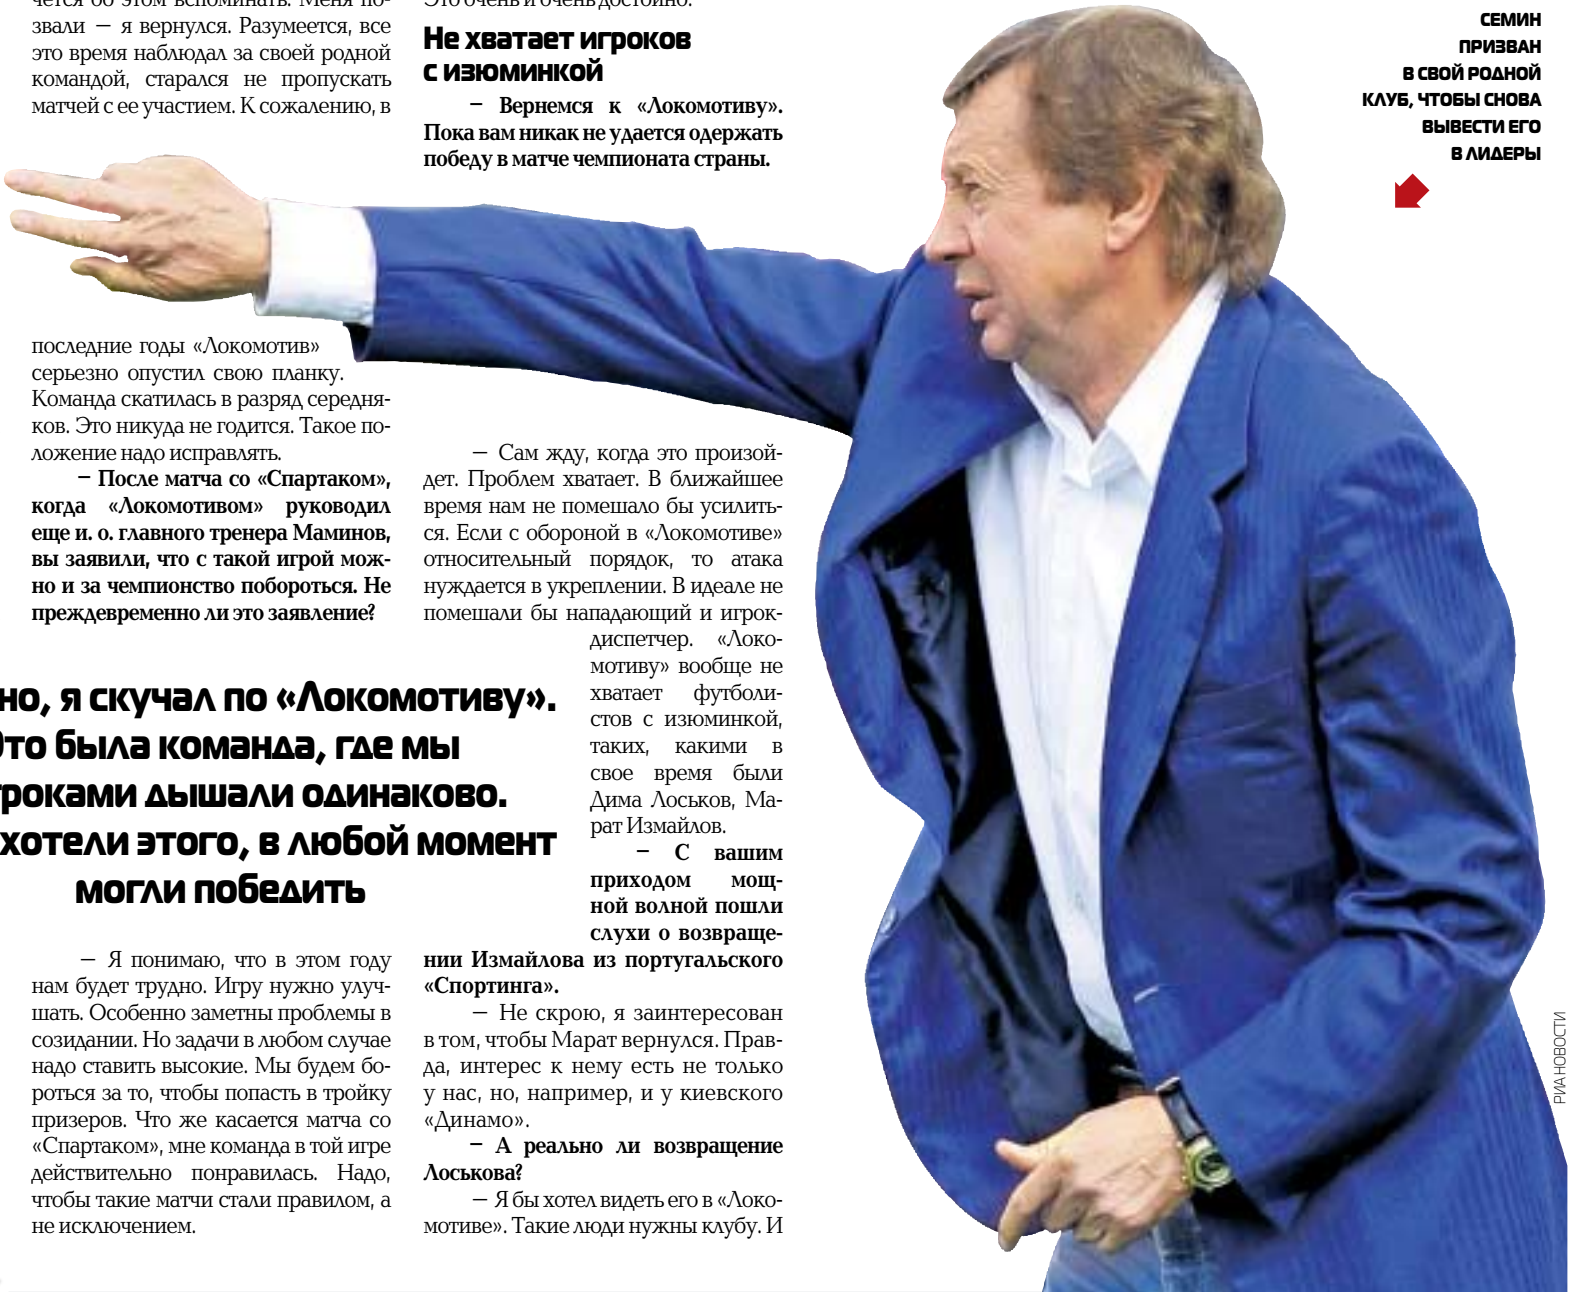 чется об этом вспоминать. Меня по-
звали — я вернулся. Разумеется, все
это время наблюдал за своей родной
командой, старался не пропускать
матчей с ее участием. К сожалению, в
последние годы «Локомотив»
серьезно опустил свою планку.
Команда скатилась в разряд середня-
ков. Это никуда не годится. Такое по-
ложение надо исправлять.
— После матча со «Спартаком»,
когда «Локомотивом» руководил
еще и. о. главного тренера Маминов,
вы заявили, что с такой игрой мож-
но и за чемпионство побороться. Не
преждевременно ли это заявление?
но, я скучал по «Локомотиву».
Это была команда, где мы
роками дышали одинаково.
хотели этого, в любой момент
могли победить
— Я понимаю, что в этом году
нам будет трудно. Игру нужно улуч-
шать. Особенно заметны проблемы в
созидании. Но задачи в любом случае
надо ставить высокие. Мы будем бо-
роться за то, чтобы попасть в тройку
призеров. Что же касается матча со
«Спартаком», мне команда в той игре
действительно понравилась. Надо,
чтобы такие матчи стали правилом, а
не исключением.
Это очень и очень достойно.
Не хватает игроков
с изюминкой
— Вернемся к «Локомотиву».
Пока вам никак не удается одержать
победу в матче чемпионата страны.
— Сам жду, когда это произой-
дет. Проблем хватает. В ближайшее
время нам не помешало бы усилить-
ся. Если с обороной в «Локомотиве»
относительный порядок, то атака
нуждается в укреплении. В идеале не
помешали бы нападающий и игрок-
диспетчер. «Локо-
мотиву» вообще не
хватает футболи-
стов с изюминкой,
таких, какими в
свое время были
Дима Лоськов, Ма-
рат Измайлов.
— С вашим
приходом мощ-
ной волной пошли
слухи о возвраще-
нии Измайлова из португальского
«Спортинга».
— Не скрою, я заинтересован
в том, чтобы Марат вернулся. Прав-
да, интерес к нему есть не только
у нас, но, например, и у киевского
«Динамо».
— А реально ли возвращение
Лоськова?
— Я бы хотел видеть его в «Локо-
мотиве». Такие люди нужны клубу. И
СЕМИН
ПРИЗВАН
В СВОЙ РОДНОЙ
КЛУБ, ЧТОБЫ СНОВА
ВЫВЕСТИ ЕГО
В ЛИДЕРЫ
РИА НОВОСТИ